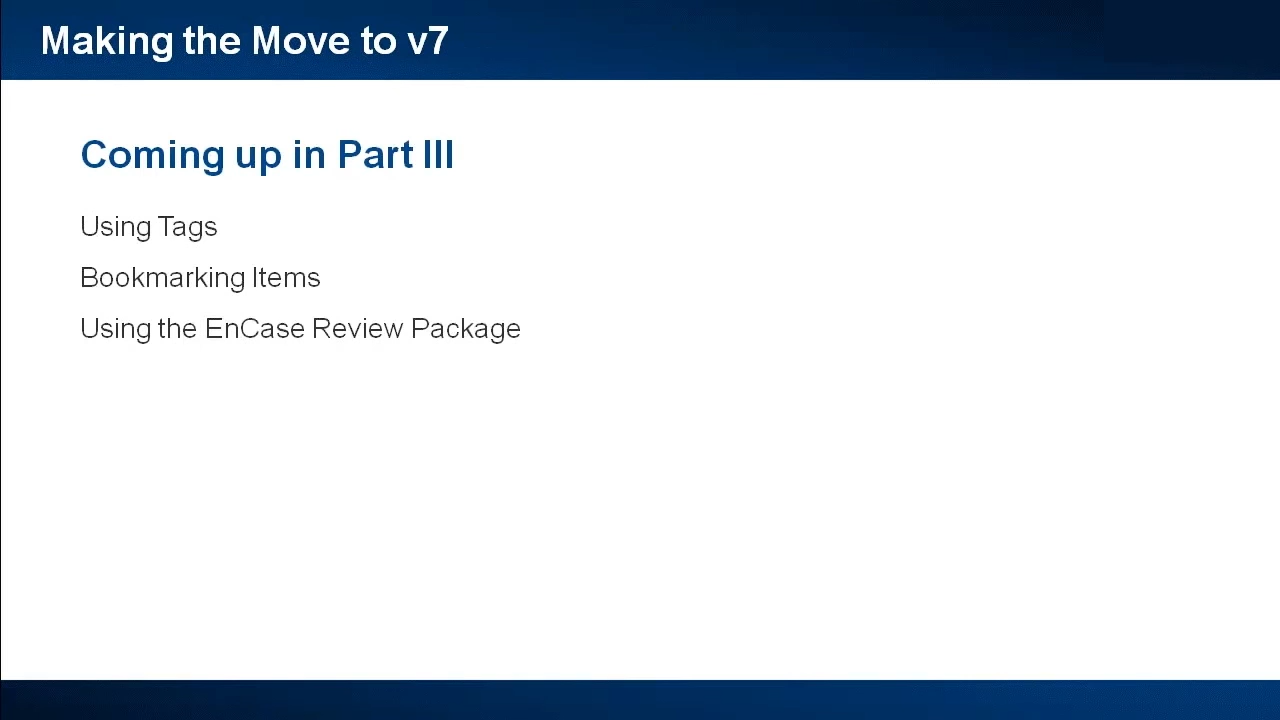 Making the Move to v7
Coming up in Part III
Using Tags
Bookmarking Items
Using the EnCase Review Package